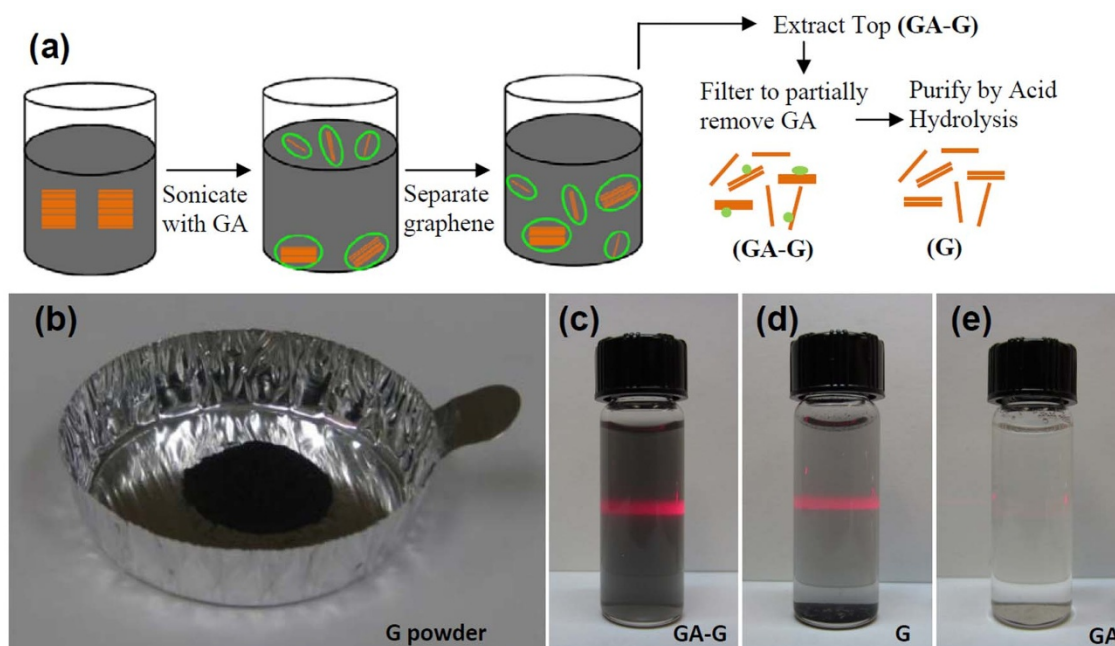 (a)
Extract Top (GA-G)
Filter to partially
remove GA
Purify by Acid
Hydrolysis
Sonicate
with GA
Separate
graphene
(GA-G)
(G)
(b)
G powder
(c)
GA-G
(d)
G
(e)
GA